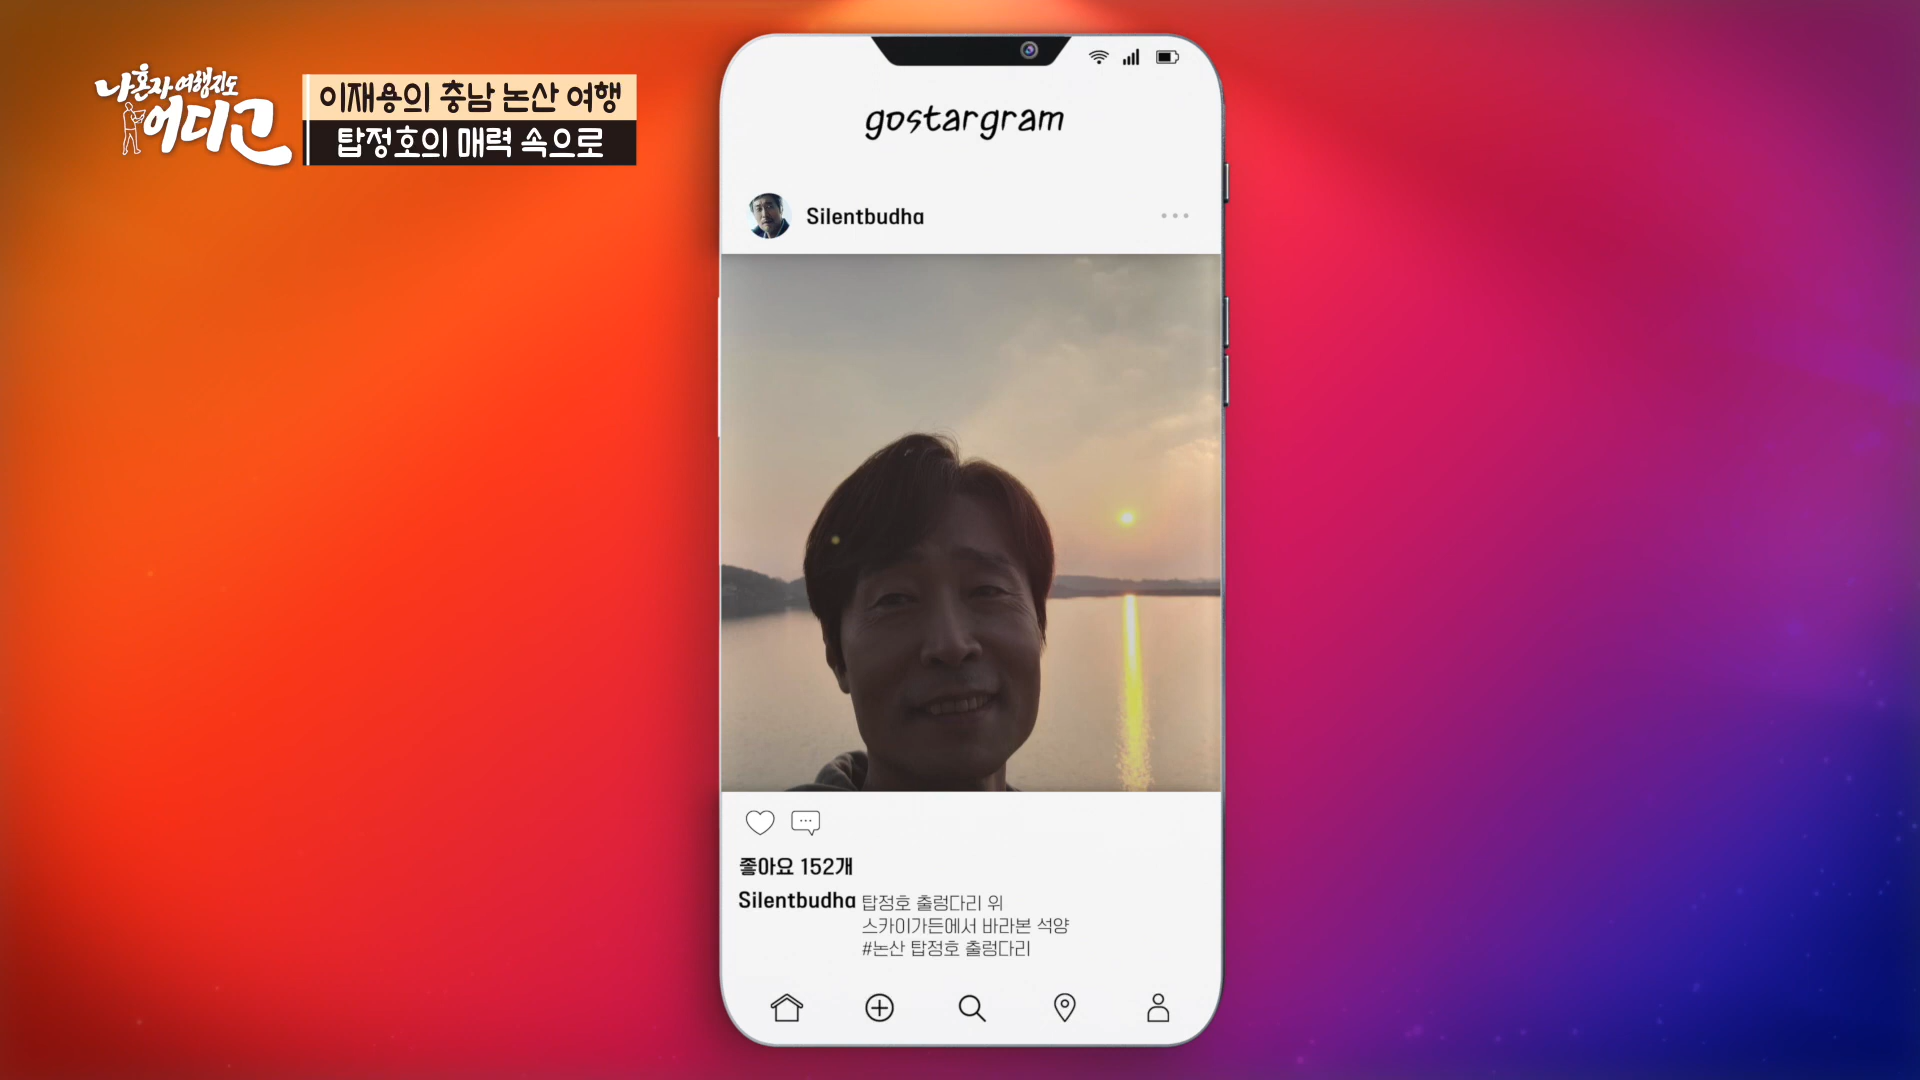 나혼자 여행지도
어디고
이재용의 충남 논산 여행
탑정호의 매력 속으로
gostargram
Silentbudha
좋아요 152개
Silentbudha 탑정호 출렁다리 위
스카이가든에서 바라본 석양
#논산 탑정호 출렁다리